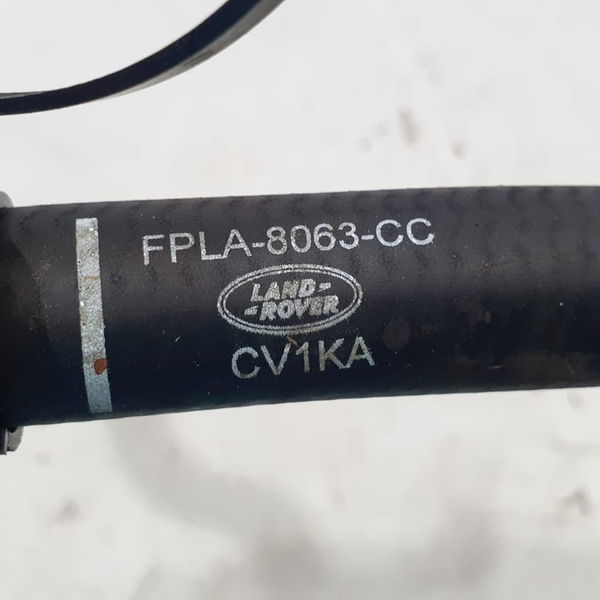 FPLA-8063-CC
LAND-
-ROVER
CV1KA